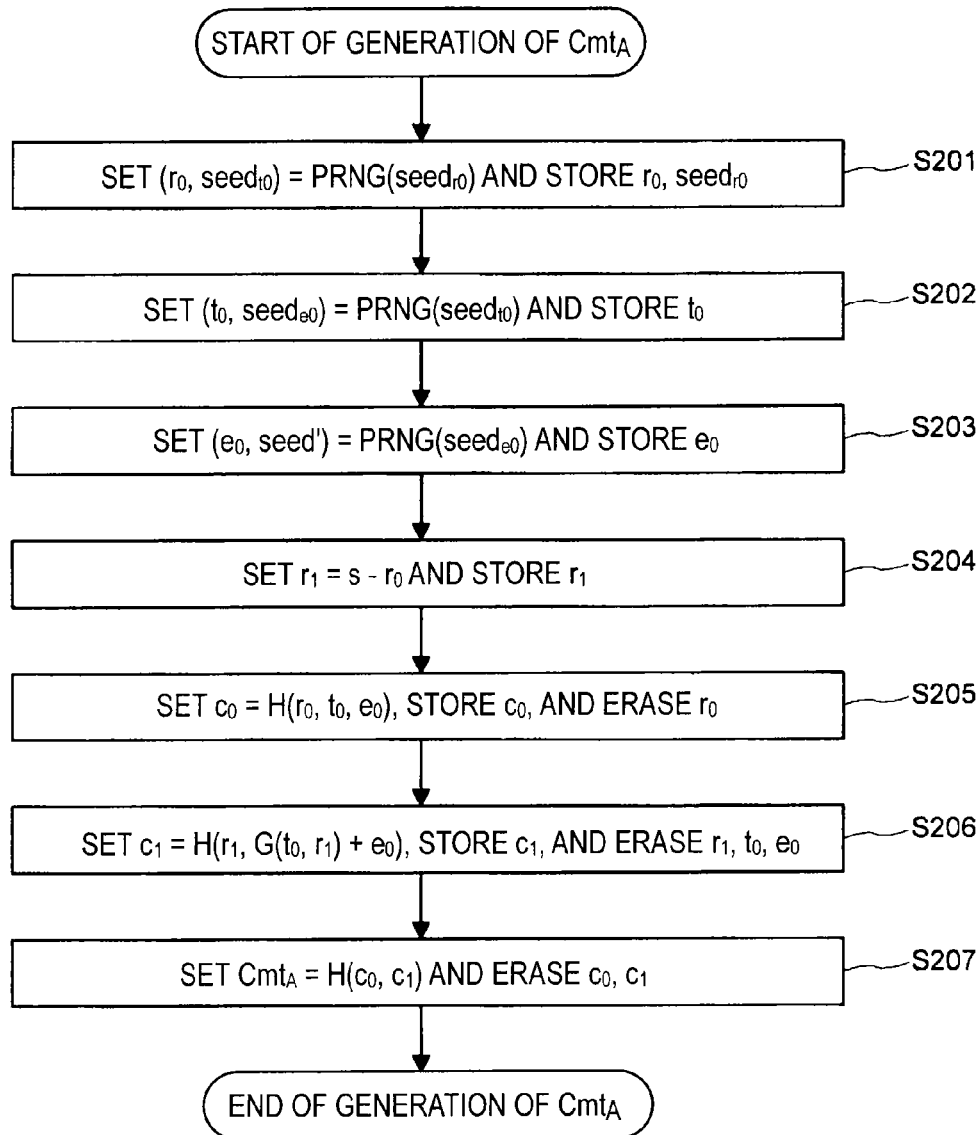 START OF GENERATION OF CmtA
SET (r0, seedt0) = PRNG(seedr0) AND STORE r0, seedr0
S201
SET (t0, seede0) = PRNG(seedt0) AND STORE t0
S202
SET (e0, seed') = PRNG(seede0) AND STORE e0
S203
SET r1 = s - r0 AND STORE r1
S204
SET c0 = H(r0, t0, e0), STORE c0, AND ERASE r0
S205
SET c1 = H(r1, G(t0, r1) + e0), STORE c1, AND ERASE r1, t0, e0
S206
SET CmtA = H(c0, c1) AND ERASE c0, c1
S207
END OF GENERATION OF CmtA